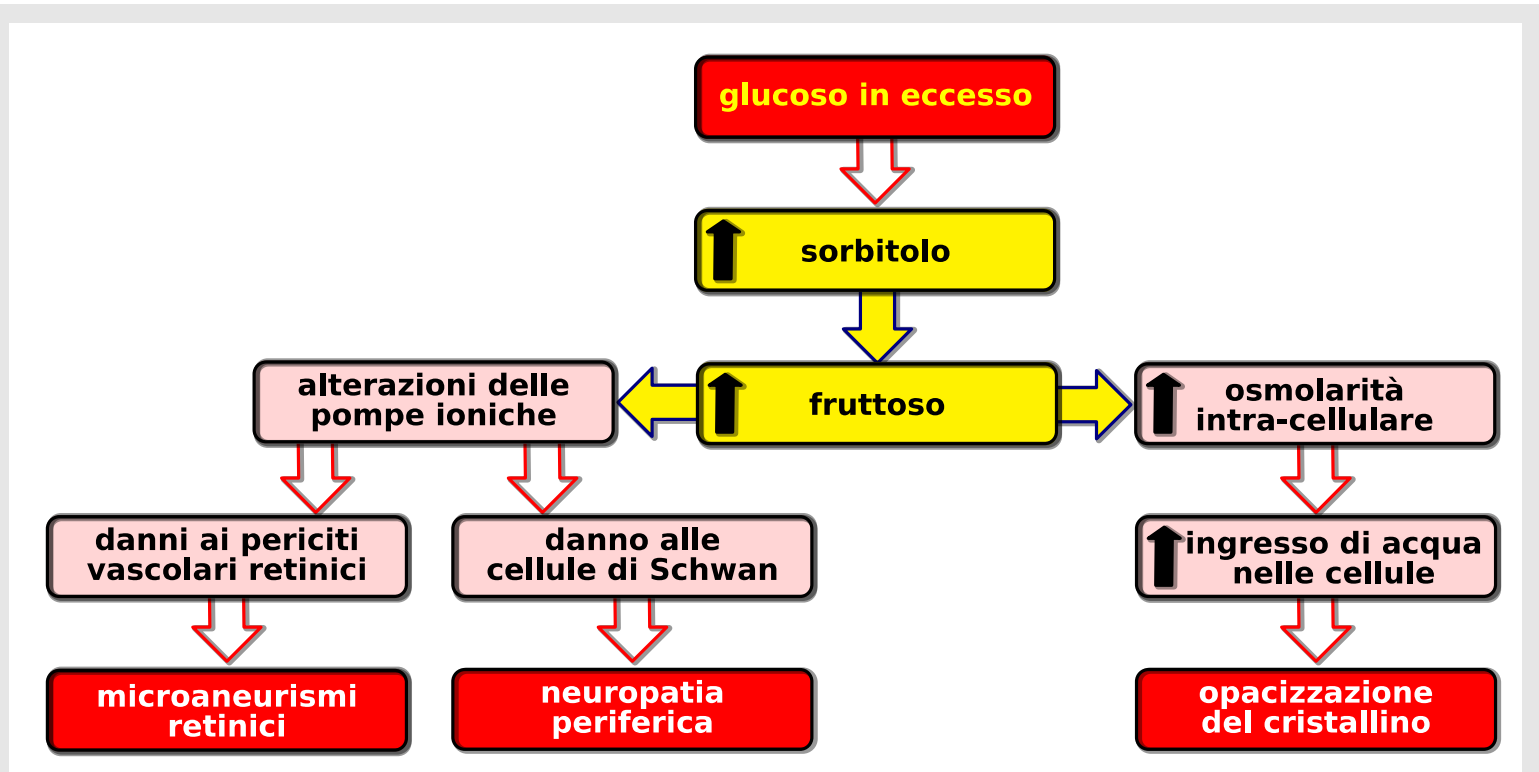 glucoso in eccesso
sorbitolo
alterazioni delle
pompe ioniche
fruttoso
osmolarità
intra-cellulare
danni ai periciti
vascolari retinici
danno alle
cellule di Schwan
ingresso di acqua
nelle cellule
microaneurismi
retinici
neuropatia
periferica
opacizzazione
del cristallino